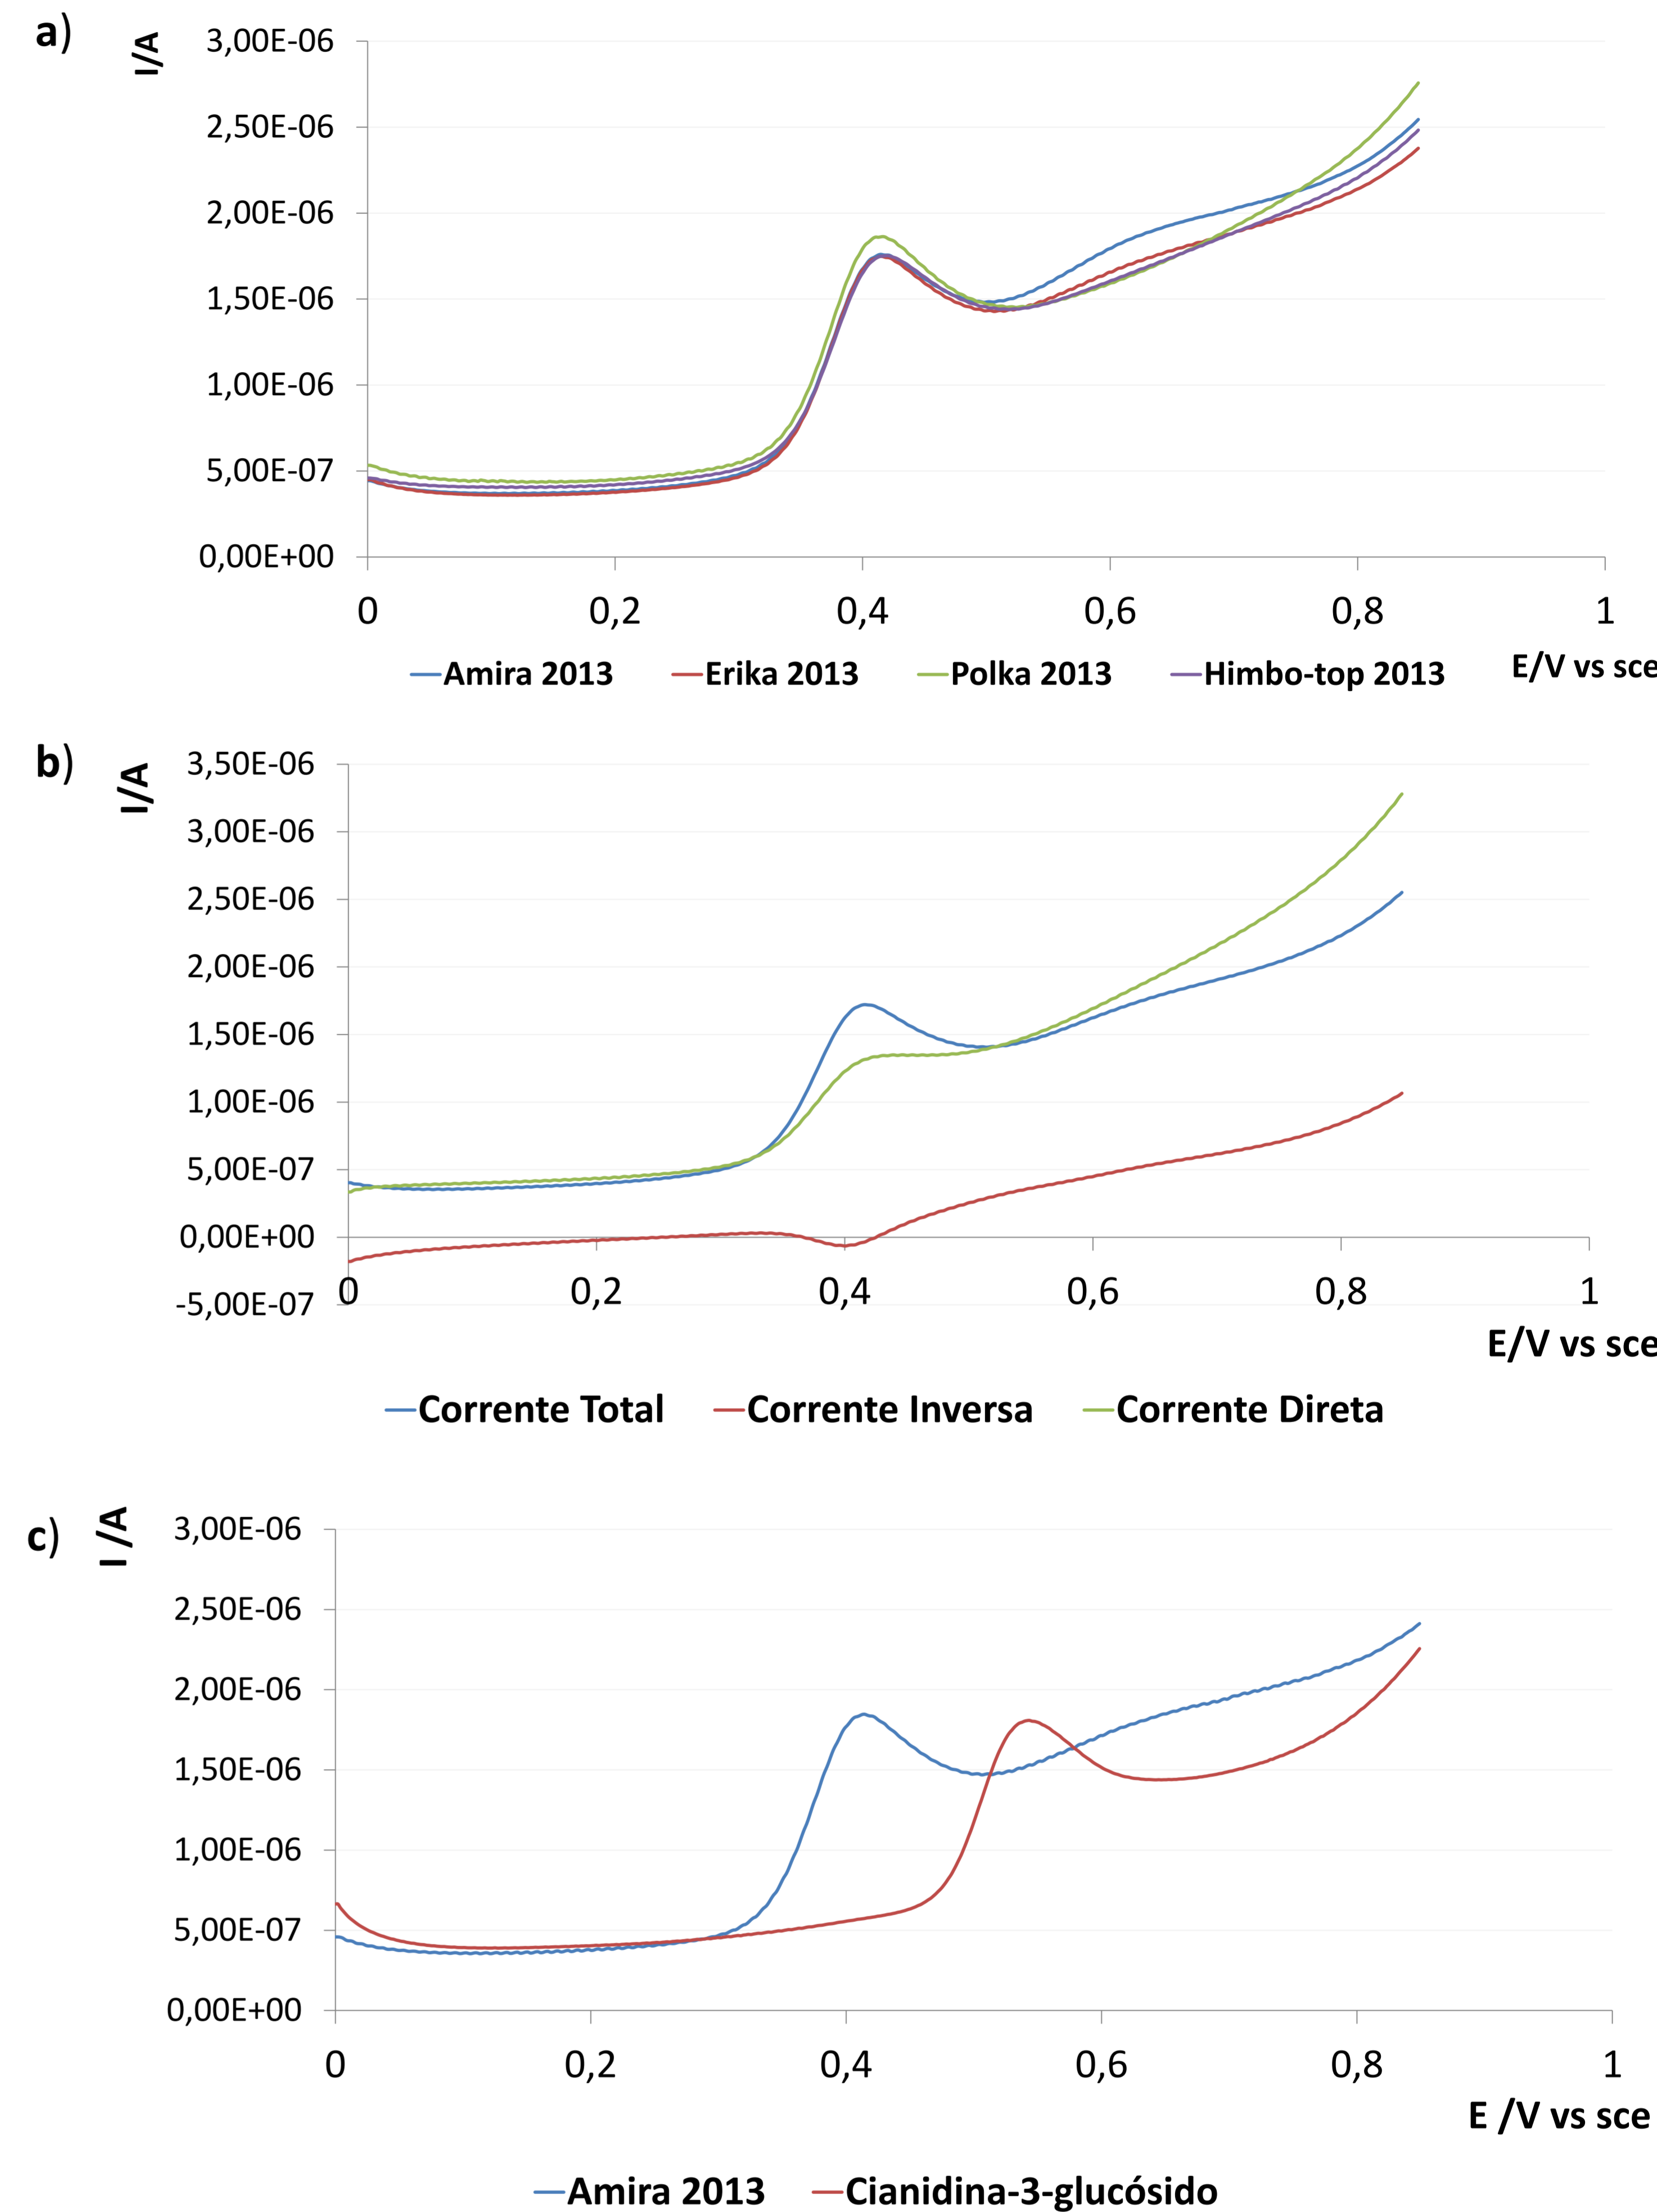 a)
I/A
3,00E-06
2,50E-06
2,00E-06
1,50E-06
1,00E-06
5,00E-07
0,00E+00
0 0,2 0,4 0,6 0,8 1
Amira 2013 Erika 2013 Polka 2013 Himbo-top 2013 E/V vs sce
b)
I/A
3,50E-06
3,00E-06
2,50E-06
2,00E-06
1,50E-06
1,00E-06
5,00E-07
0,00E+00
0 0,2 0,4 0,6 0,8 1
-5,00E-07
E/V vs sce
Corrente Total Corrente Inversa Corrente Direta
c)
I /A
3,00E-06
2,50E-06
2,00E-06
1,50E-06
1,00E-06
5,00E-07
0,00E+00
0 0,2 0,4 0,6 0,8 1
E /V vs sce
Amira 2013 Cianidina-3-glucósido